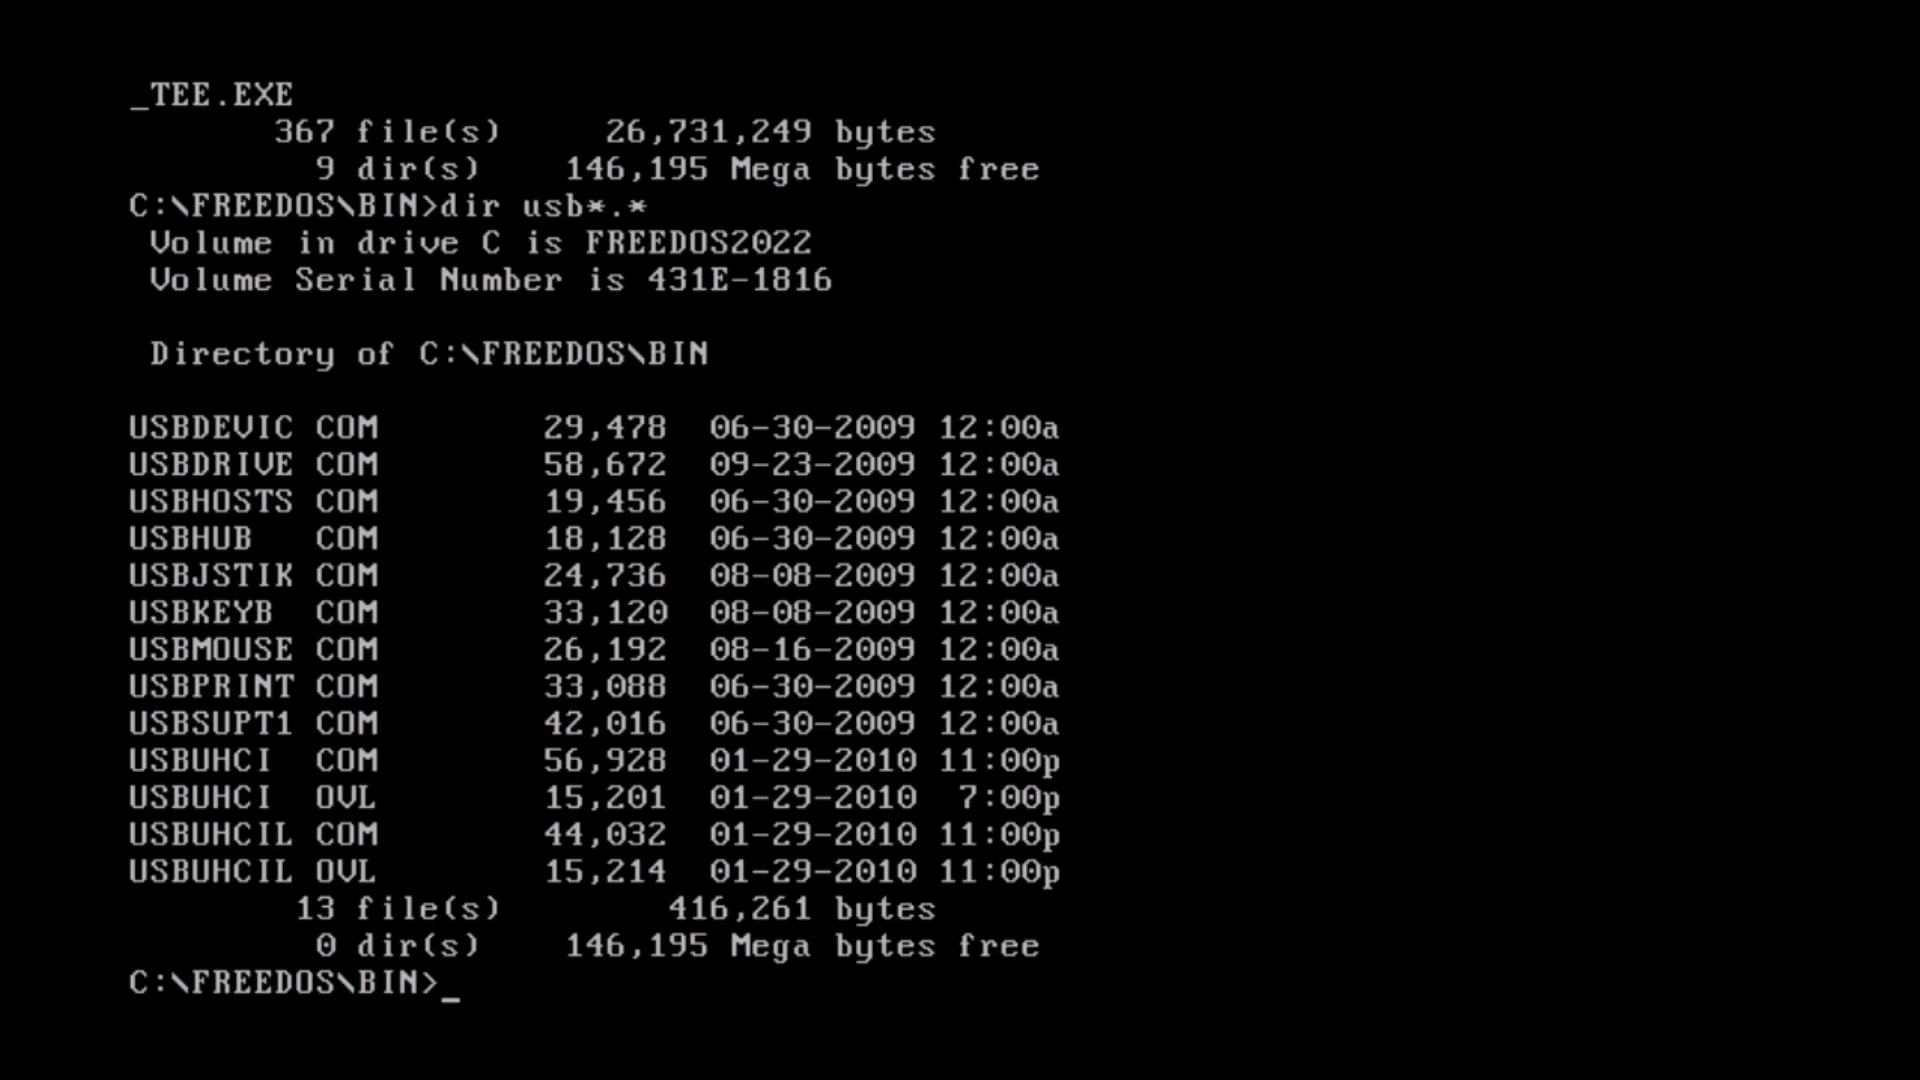 _TEE.EXE
367 file(s) 26,731,249 bytes
9 dir(s) 146,195 Mega bytes free
C:\FREEDOS\BIN>dir usb*.*
Volume in drive C is FREEDOS2022
Volume Serial Number is 431E-1816
Directory of C:\FREEDOS\BIN
USBDEVIC COM 29,478 06-30-2009 12:00a
USBDRIVE COM 58,672 09-23-2009 12:00a
USBHOSTS COM 19,456 06-30-2009 12:00a
USBHUB COM 18,128 06-30-2009 12:00a
USBJSTIK COM 24,736 08-08-2009 12:00a
USBKEYB COM 33,120 08-08-2009 12:00a
USBMOUSE COM 26,192 08-16-2009 12:00a
USBPRINT COM 33,088 06-30-2009 12:00a
USBSUPT1 COM 42,016 06-30-2009 12:00a
USBUHCI COM 56,928 01-29-2010 11:00p
USBUHCI OVL 15,201 01-29-2010 7:00p
USBUHCIL COM 44,032 01-29-2010 11:00p
USBUHCIL OVL 15,214 01-29-2010 11:00p
13 file(s) 416,261 bytes
0 dir(s) 146,195 Mega bytes free
C:\FREEDOS\BIN>_